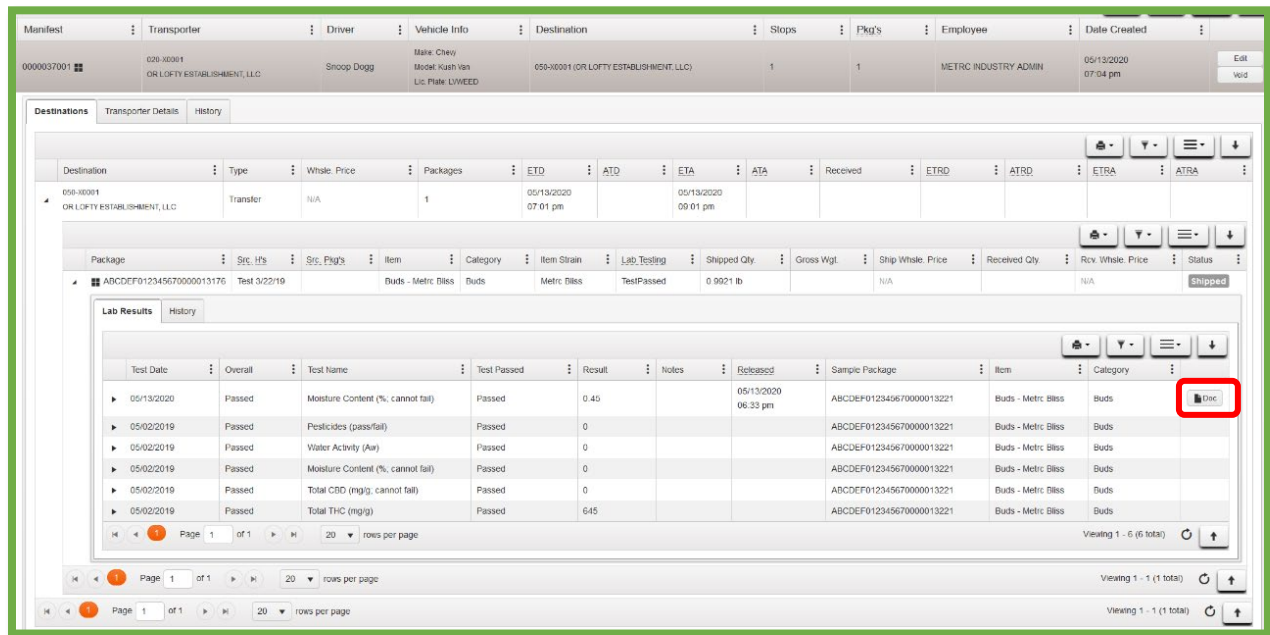 Manifest Transporter Driver Vehicle Info Destination Stops Pkg's Employee Date Created
0000037001 020-X0001 OR LOFTY ESTABLISHMENT, LLC Snoop Dogg Make: Chevy Model: Kush Van Lic. Plate: LVWEED 050-X0001 (OR LOFTY ESTABLISHMENT, LLC) 1 1 METRC INDUSTRY ADMIN 05/13/2020 07:04 pm Edit Void
Destinations Transporter Details History
Destination Type Whsle. Price Packages ETD ATD ETA ATA Received ETRD ATRD ETRA ATRA
050-X0001 OR LOFTY ESTABLISHMENT, LLC Transfer N/A 1 05/13/2020 07:01 pm 05/13/2020 09:01 pm
Package Src. H's Src. Pkg's Item Category Item Strain Lab Testing Shipped Qty. Gross Wgt. Ship Whsle. Price Received Qty. Rcv. Whsle. Price Status
ABCDEF012345670000013176 Test 3/22/19 Buds - Metrc Bliss Buds Metrc Bliss TestPassed 0.9921 lb N/A N/A Shipped
Lab Results History
Test Date Overall Test Name Test Passed Result Notes Released Sample Package Item Category
05/13/2020 Passed Moisture Content (%; cannot fail) Passed 0.45 05/13/2020 06:33 pm ABCDEF012345670000013221 Buds - Metrc Bliss Buds Doc
05/02/2019 Passed Pesticides (pass/fail) Passed 0 ABCDEF012345670000013221 Buds - Metrc Bliss Buds
05/02/2019 Passed Water Activity (Aw) Passed 0 ABCDEF012345670000013221 Buds - Metrc Bliss Buds
05/02/2019 Passed Moisture Content (%; cannot fail) Passed 0 ABCDEF012345670000013221 Buds - Metrc Bliss Buds
05/02/2019 Passed Total CBD (mg/g; cannot fail) Passed 0 ABCDEF012345670000013221 Buds - Metrc Bliss Buds
05/02/2019 Passed Total THC (mg/g) Passed 645 ABCDEF012345670000013221 Buds - Metrc Bliss Buds
1 Page 1 of 1 20 rows per page Viewing 1 - 6 (6 total)
1 Page 1 of 1 20 rows per page Viewing 1 - 1 (1 total)
1 Page 1 of 1 20 rows per page Viewing 1 - 1 (1 total)